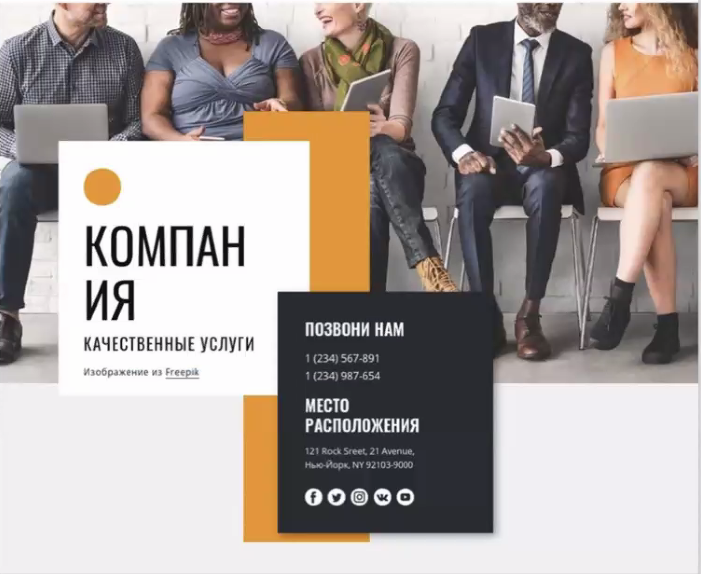 КОМПАН
ИЯ
КАЧЕСТВЕННЫЕ УСЛУГИ
Изображение из Freepik
ПОЗВОНИ НАМ
1 (234) 567-891
1 (234) 987-654
МЕСТО
РАСПОЛОЖЕНИЯ
121 Rock Sreet, 21 Avenue,
Нью-Йорк, NY 92103-9000